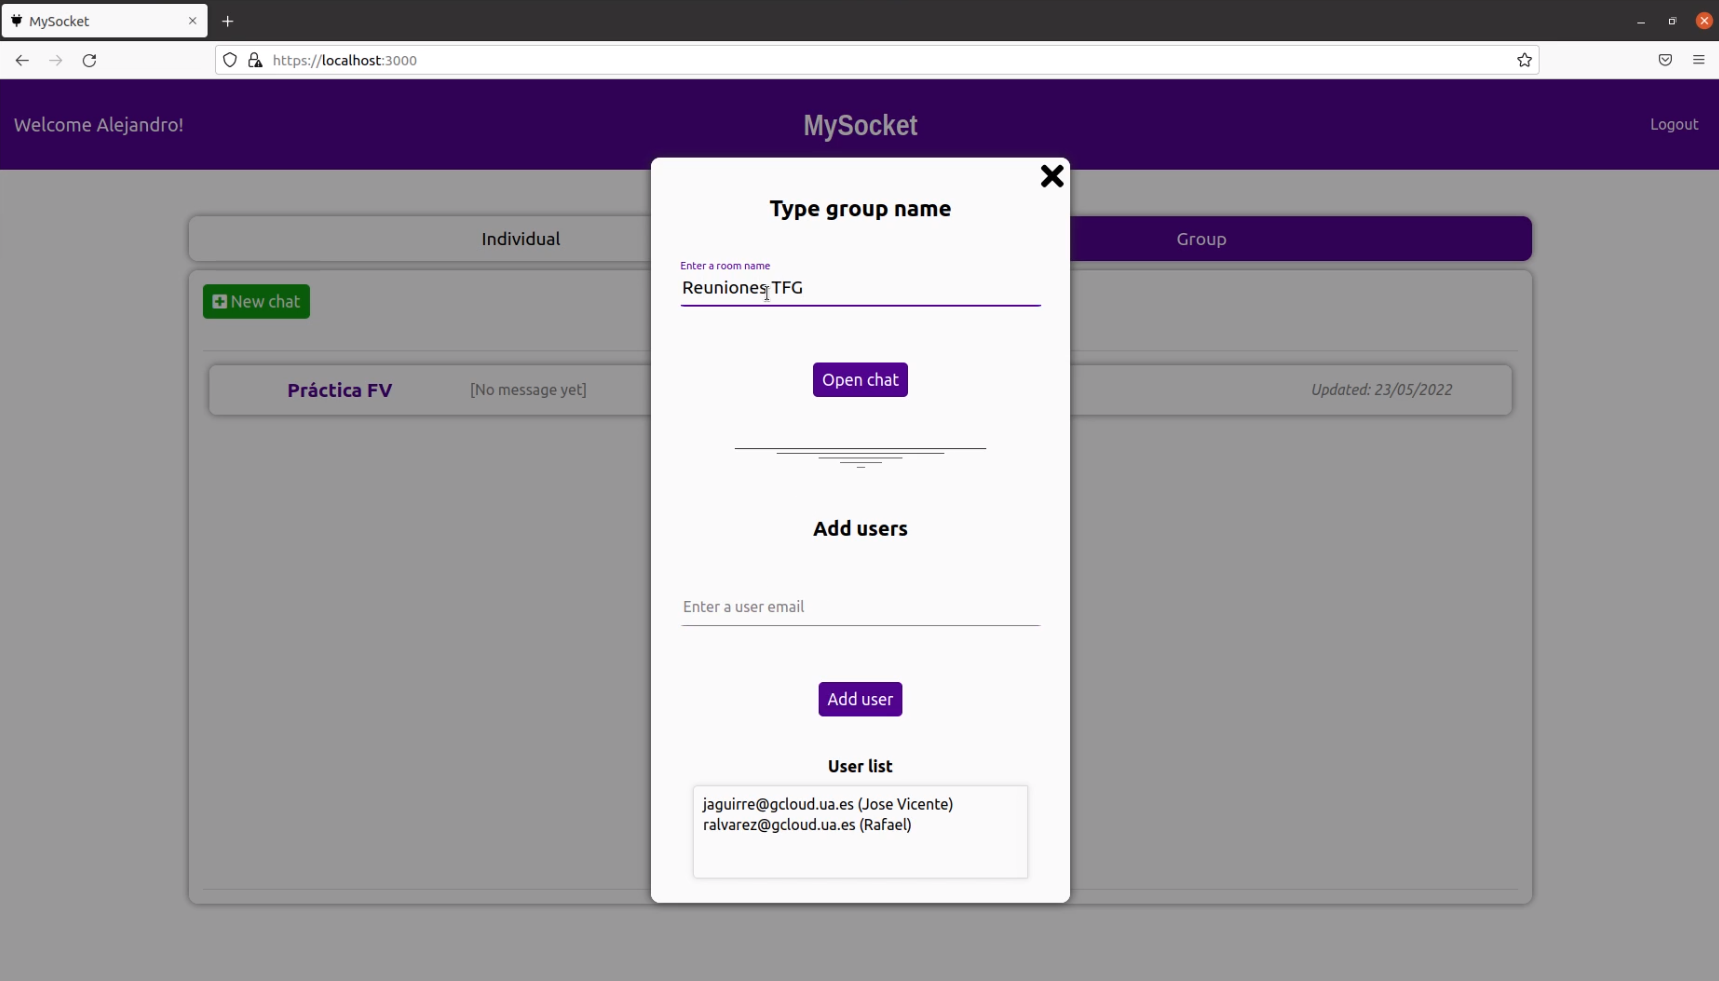 MySocket
https://localhost:3000
Welcome Alejandro!
MySocket
Logout
Individual
Group
New chat
Práctica FV
[No message yet]
Updated: 23/05/2022
Type group name
Enter a room name
Reuniones TFG
Open chat
Add users
Enter a user email
Add user
User list
jaguirre@gcloud.ua.es (Jose Vicente)
ralvarez@gcloud.ua.es (Rafael)